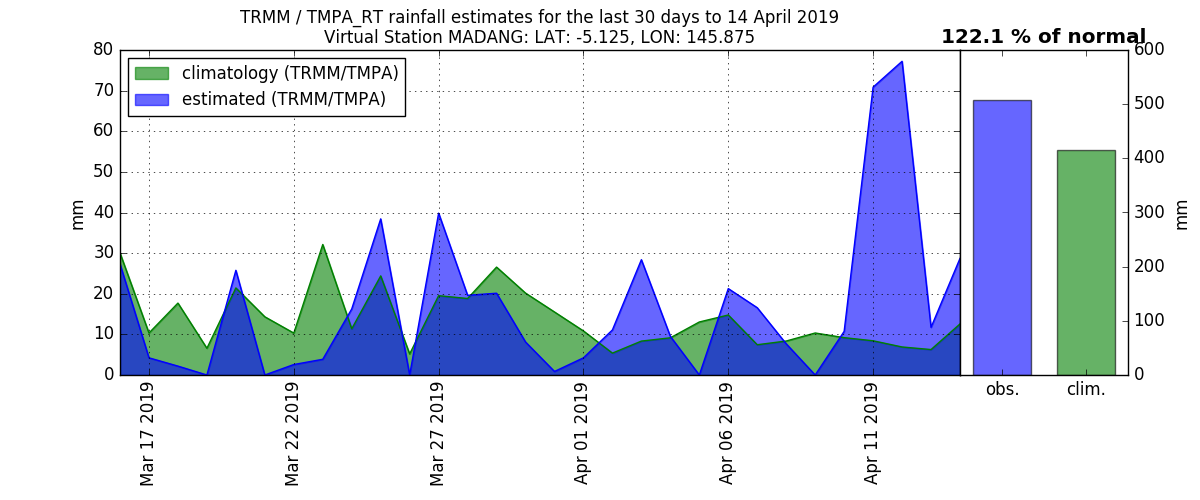 TRMM / TMPA_RT rainfall estimates for the last 30 days to 14 April 2019
Virtual Station MADANG: LAT: -5.125, LON: 145.875
122.1 % of normal
climatology (TRMM/TMPA)
estimated (TRMM/TMPA)
mm
80
70
60
50
40
30
20
10
0
Mar 17 2019
Mar 22 2019
Mar 27 2019
Apr 01 2019
Apr 06 2019
Apr 11 2019
obs.
clim.
600
500
400
300
200
100
0
mm